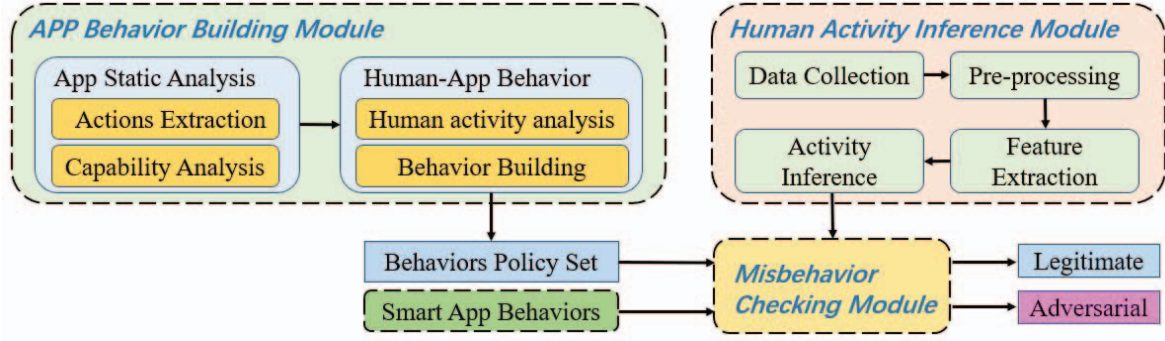 APP Behavior Building Module
App Static Analysis
Actions Extraction
Capability Analysis
Human-App Behavior
Human activity analysis
Behavior Building
Human Activity Inference Module
Data Collection
Pre-processing
Activity
Inference
Feature
Extraction
Behaviors Policy Set
Smart App Behaviors
Misbehavior
Checking Module
Legitimate
Adversarial